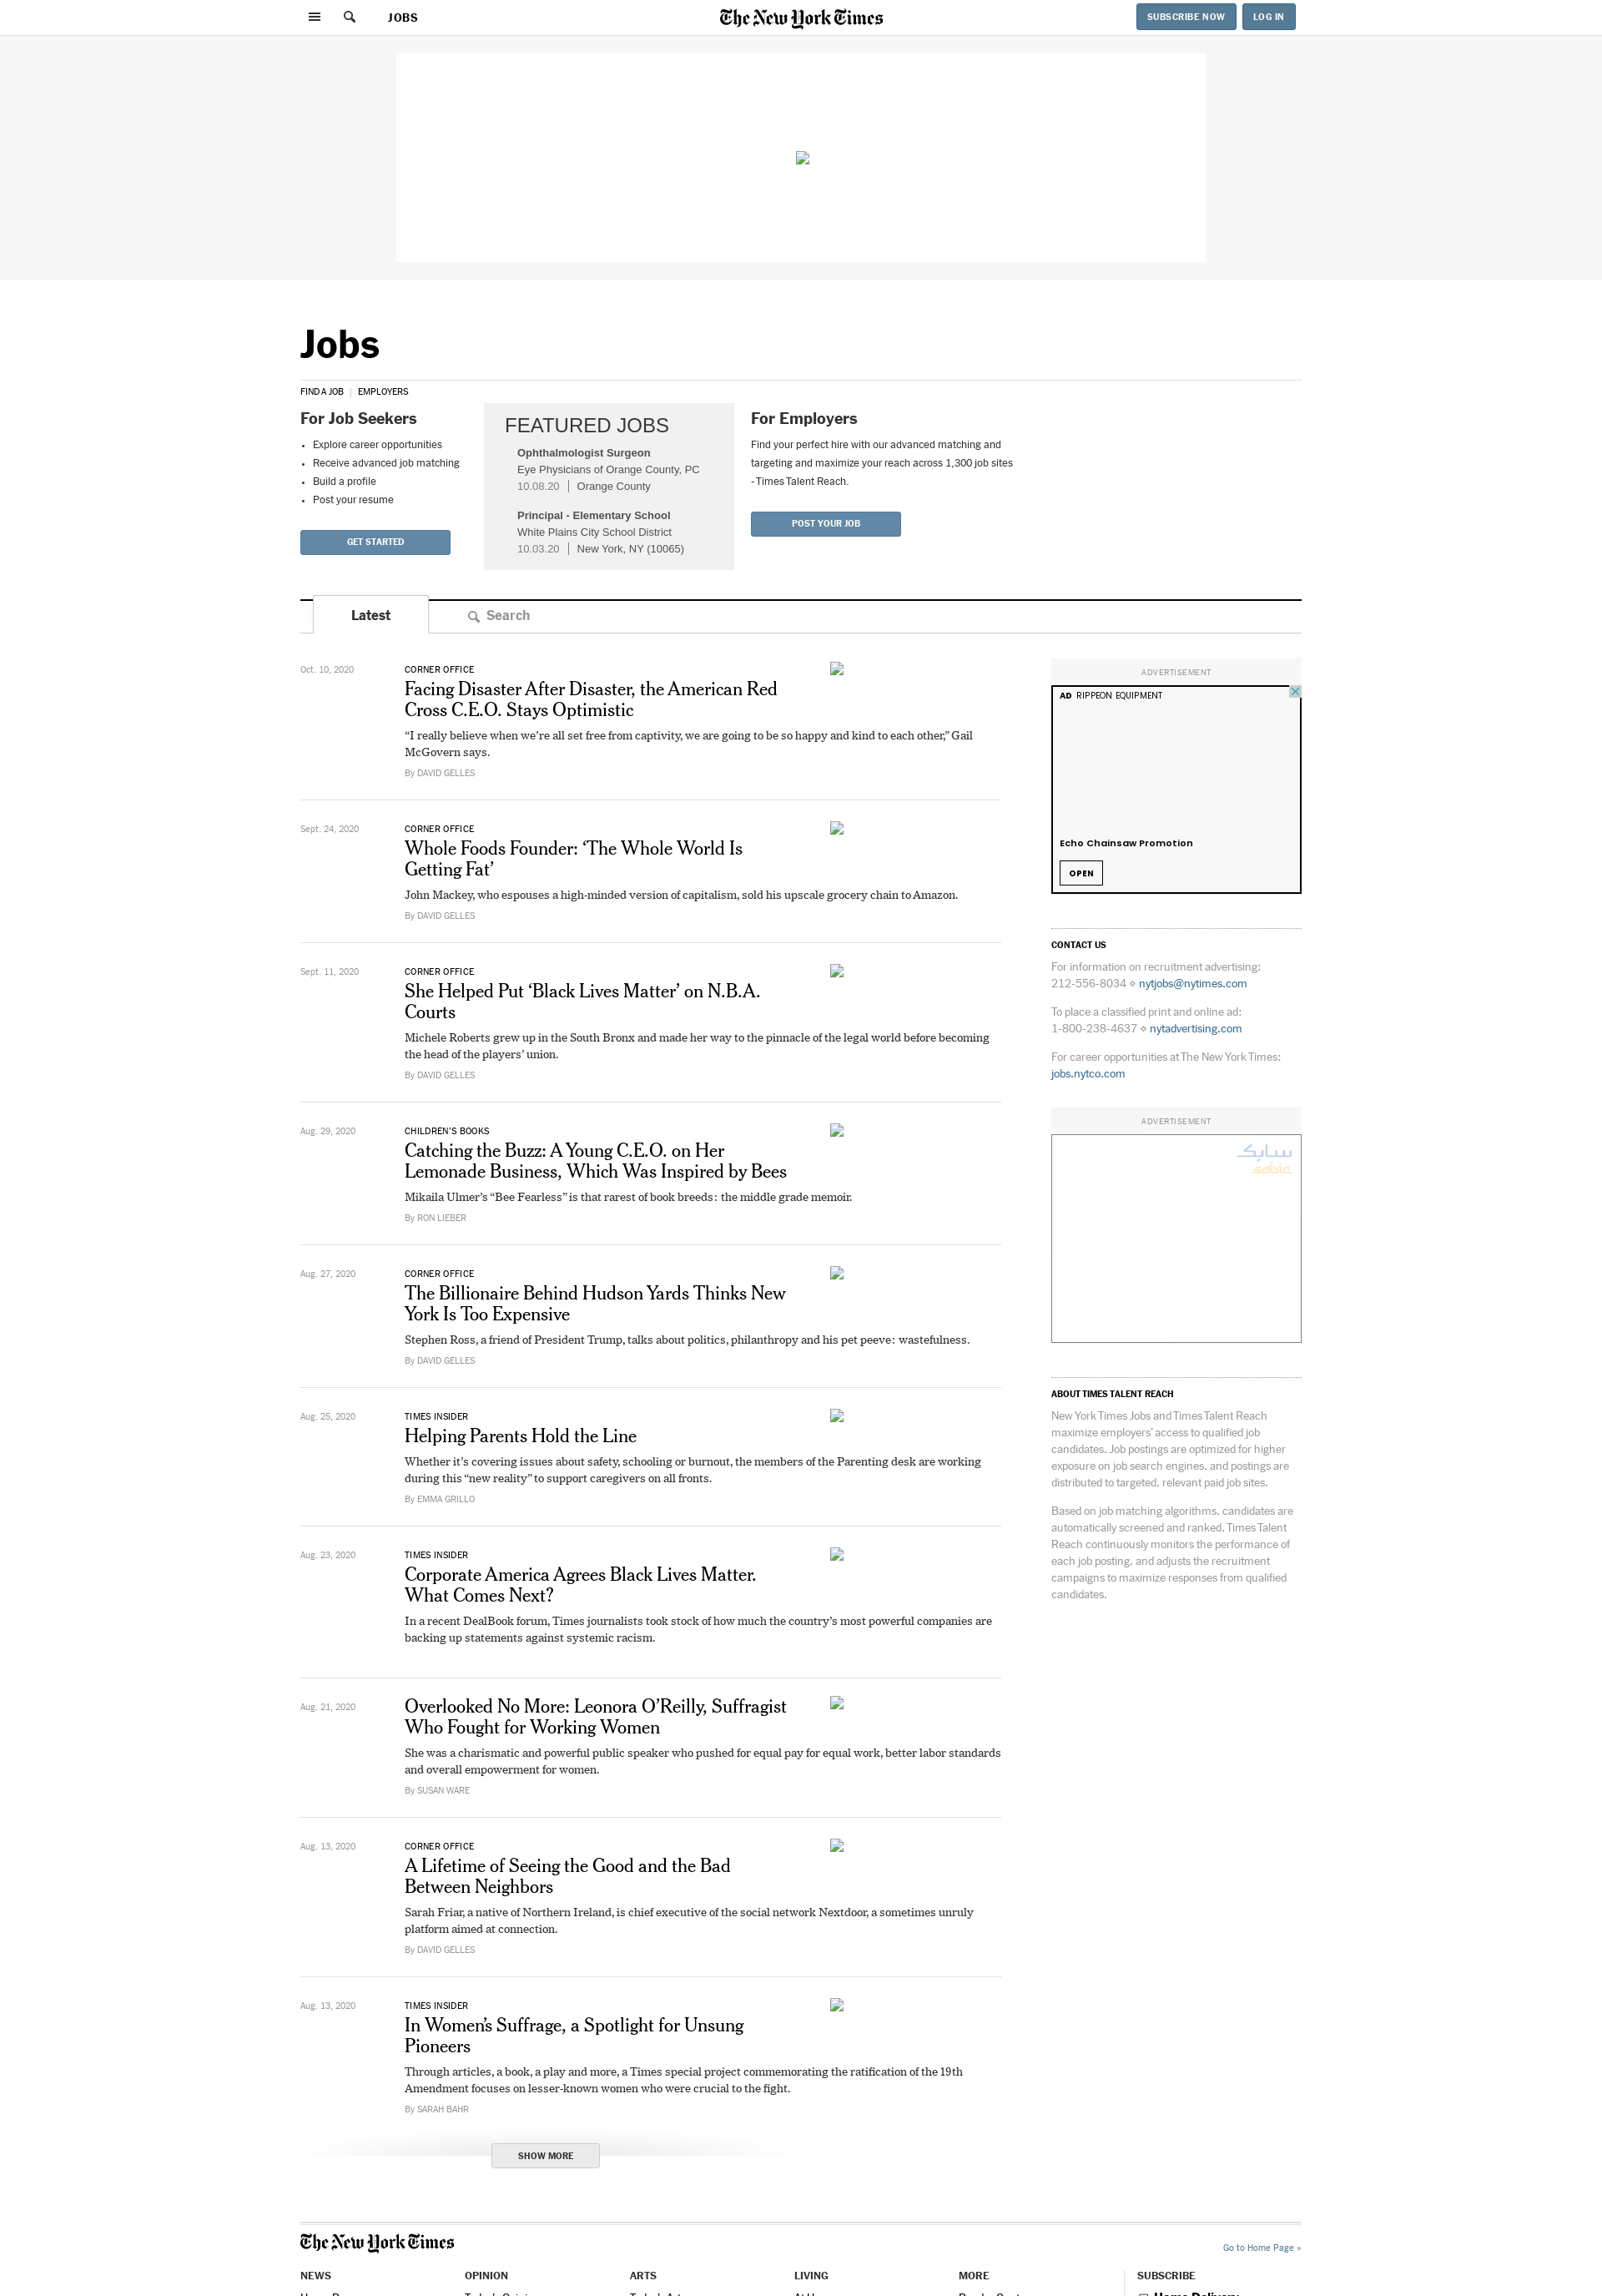 JOBS
The New York Times
SUBSCRIBE NOW
LOG IN
Jobs
FIND A JOB | EMPLOYERS
For Job Seekers
• Explore career opportunities
• Receive advanced job matching
• Build a profile
• Post your resume
GET STARTED
FEATURED JOBS
Ophthalmologist Surgeon
Eye Physicians of Orange County, PC
10.08.20 | Orange County
Principal - Elementary School
White Plains City School District
10.03.20 | New York, NY (10065)
For Employers
Find your perfect hire with our advanced matching and
targeting and maximize your reach across 1,300 job sites
- Times Talent Reach.
POST YOUR JOB
Latest
Search
Oct. 10, 2020
CORNER OFFICE
Facing Disaster After Disaster, the American Red
Cross C.E.O. Stays Optimistic
“I really believe when we’re all set free from captivity, we are going to be so happy and kind to each other,” Gail
McGovern says.
By DAVID GELLES
Sept. 24, 2020
CORNER OFFICE
Whole Foods Founder: ‘The Whole World Is
Getting Fat’
John Mackey, who espouses a high-minded version of capitalism, sold his upscale grocery chain to Amazon.
By DAVID GELLES
Sept. 11, 2020
CORNER OFFICE
She Helped Put ‘Black Lives Matter’ on N.B.A.
Courts
Michele Roberts grew up in the South Bronx and made her way to the pinnacle of the legal world before becoming
the head of the players’ union.
By DAVID GELLES
Aug. 29, 2020
CHILDREN’S BOOKS
Catching the Buzz: A Young C.E.O. on Her
Lemonade Business, Which Was Inspired by Bees
Mikaila Ulmer’s “Bee Fearless” is that rarest of book breeds: the middle grade memoir.
By RON LIEBER
Aug. 27, 2020
CORNER OFFICE
The Billionaire Behind Hudson Yards Thinks New
York Is Too Expensive
Stephen Ross, a friend of President Trump, talks about politics, philanthropy and his pet peeve: wastefulness.
By DAVID GELLES
Aug. 25, 2020
TIMES INSIDER
Helping Parents Hold the Line
Whether it’s covering issues about safety, schooling or burnout, the members of the Parenting desk are working
during this “new reality” to support caregivers on all fronts.
By EMMA GRILLO
Aug. 23, 2020
TIMES INSIDER
Corporate America Agrees Black Lives Matter.
What Comes Next?
In a recent DealBook forum, Times journalists took stock of how much the country’s most powerful companies are
backing up statements against systemic racism.
Aug. 21, 2020
Overlooked No More: Leonora O’Reilly, Suffragist
Who Fought for Working Women
She was a charismatic and powerful public speaker who pushed for equal pay for equal work, better labor standards
and overall empowerment for women.
By SUSAN WARE
Aug. 13, 2020
CORNER OFFICE
A Lifetime of Seeing the Good and the Bad
Between Neighbors
Sarah Friar, a native of Northern Ireland, is chief executive of the social network Nextdoor, a sometimes unruly
platform aimed at connection.
By DAVID GELLES
Aug. 13, 2020
TIMES INSIDER
In Women’s Suffrage, a Spotlight for Unsung
Pioneers
Through articles, a book, a play and more, a Times special project commemorating the ratification of the 19th
Amendment focuses on lesser-known women who were crucial to the fight.
By SARAH BAHR
SHOW MORE
ADVERTISEMENT
AD RIPPEON EQUIPMENT
Echo Chainsaw Promotion
OPEN
CONTACT US
For information on recruitment advertising:
212-556-8034 ⋄ nytjobs@nytimes.com
To place a classified print and online ad:
1-800-238-4637 ⋄ nytadvertising.com
For career opportunities at The New York Times:
jobs.nytco.com
ADVERTISEMENT
سابک
sabic
ABOUT TIMES TALENT REACH
New York Times Jobs and Times Talent Reach
maximize employers’ access to qualified job
candidates. Job postings are optimized for higher
exposure on job search engines, and postings are
distributed to targeted, relevant paid job sites.
Based on job matching algorithms, candidates are
automatically screened and ranked. Times Talent
Reach continuously monitors the performance of
each job posting, and adjusts the recruitment
campaigns to maximize responses from qualified
candidates.
The New York Times
Go to Home Page »
NEWS
OPINION
ARTS
LIVING
MORE
SUBSCRIBE
Home Delivery